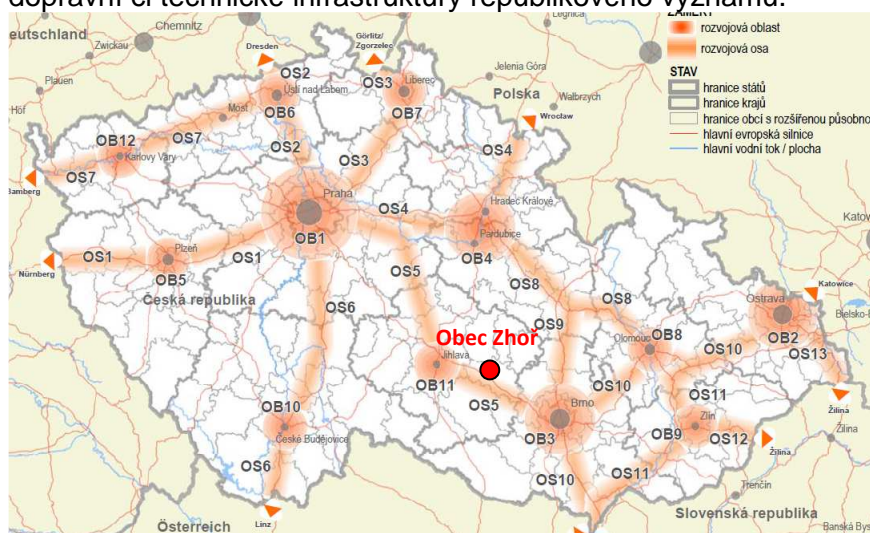 dopravní či technické infrastruktury republikového významu.
ZÁMĚRY
rozvojová oblast
rozvojová osa
STAV
hranice států
hranice krajů
hranice obcí s rozšířenou působno
hlavní evropská silnice
hlavní vodní tok / plocha
Deutschland
Chemnitz
Zwickau
Plauen
Höf
Dresden
Görlitz/
Zgorzelec
Legnica
Jelenia Góra
Polska
Walbrzych
Wroclaw
OS2
Ústí nad Labem
OB6
OS2
OS3
Liberec
OB7
OS3
Most
OS7
OB12
Karlovy Vary
OS7
Bamberg
OS4
Hradec Králové
Praha
OS4
OB1
Pardubice
OB4
OS1
Plzeň
OS1
OB5
Nürnberg
Česká republika
OS5
OS6
OS8
OS8
OS9
Obec Zhoř
Jihlava
OB11
OS5
Olomouc
OB8
OS10
Ostrava
OB2
OS13
Katowice
Katow
Bielsko-B
OS10
OS11
Brno
OB3
OB10
České Budějovice
OS6
Zlín
OB9
OS12
OS11
OS10
Žilina
Žilina
Žilina
Trenčín
Linz
Österreich
Slovenská republika
Banská Bys